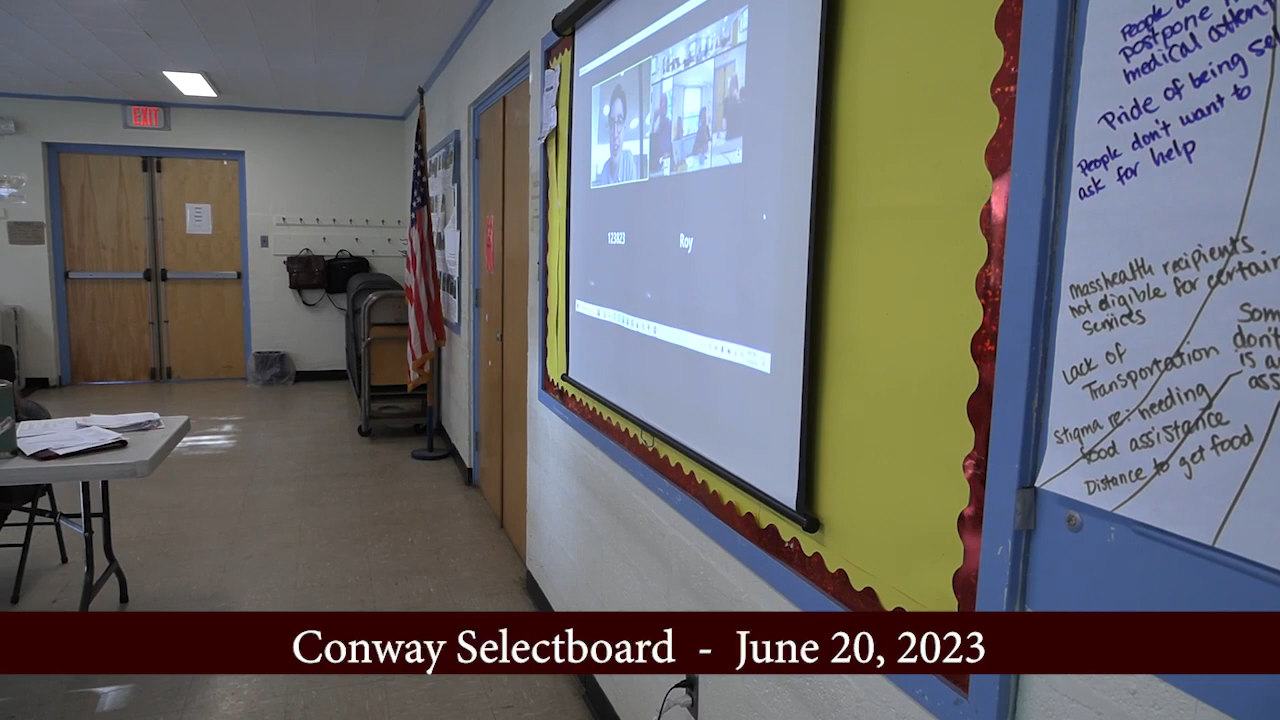 EXIT
123823
Roy
People
postpone
medical attent
Pride of being se
People don't want to
ask for help
masshealth recipients
not eligible for certain
Services
Lack of
Transportation
Som
don't
is a
ass
Stigma re: needing
food assistance
Distance to get food
Conway Selectboard - June 20, 2023